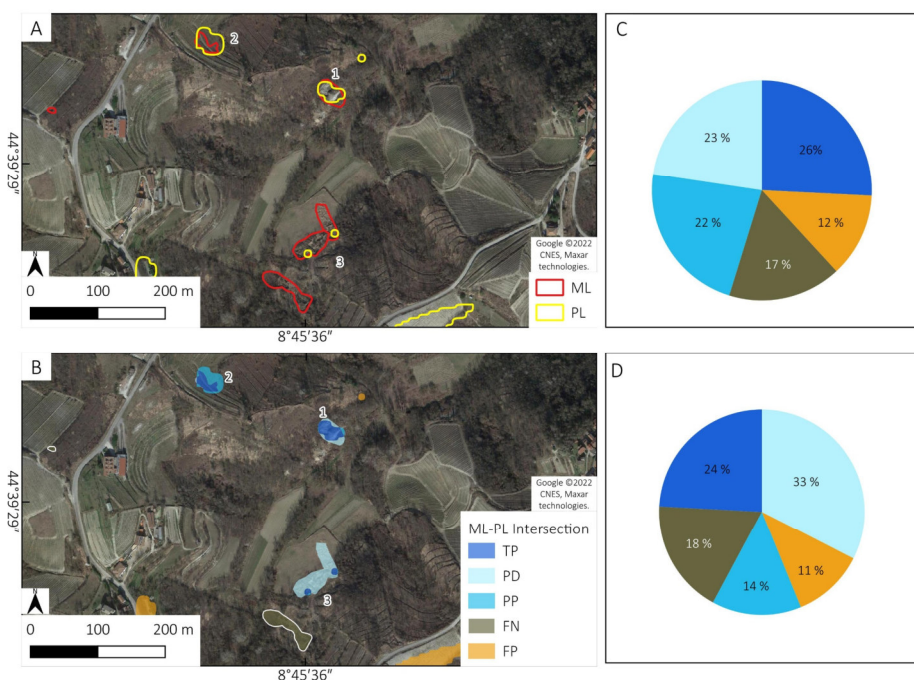 A
2
1
3
44°39′29″
Google ©2022
CNES, Maxar
technologies.
N
ML
PL
0 100 200 m
8°45′36″
C
26%
12 %
17 %
22 %
23 %
B
2
1
3
44°39′29″
Google ©2022
CNES, Maxar
technologies.
ML-PL Intersection
TP
PD
PP
FN
FP
N
0 100 200 m
8°45′36″
D
33 %
11 %
14 %
18 %
24 %